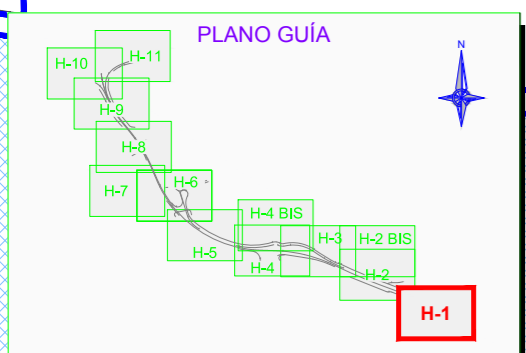 PLANO GUÍA
N
H-11
H-10
H-9
H-8
H-6
H-7
H-4 BIS
H-3
H-2 BIS
H-5
H-4
H-2
H-1